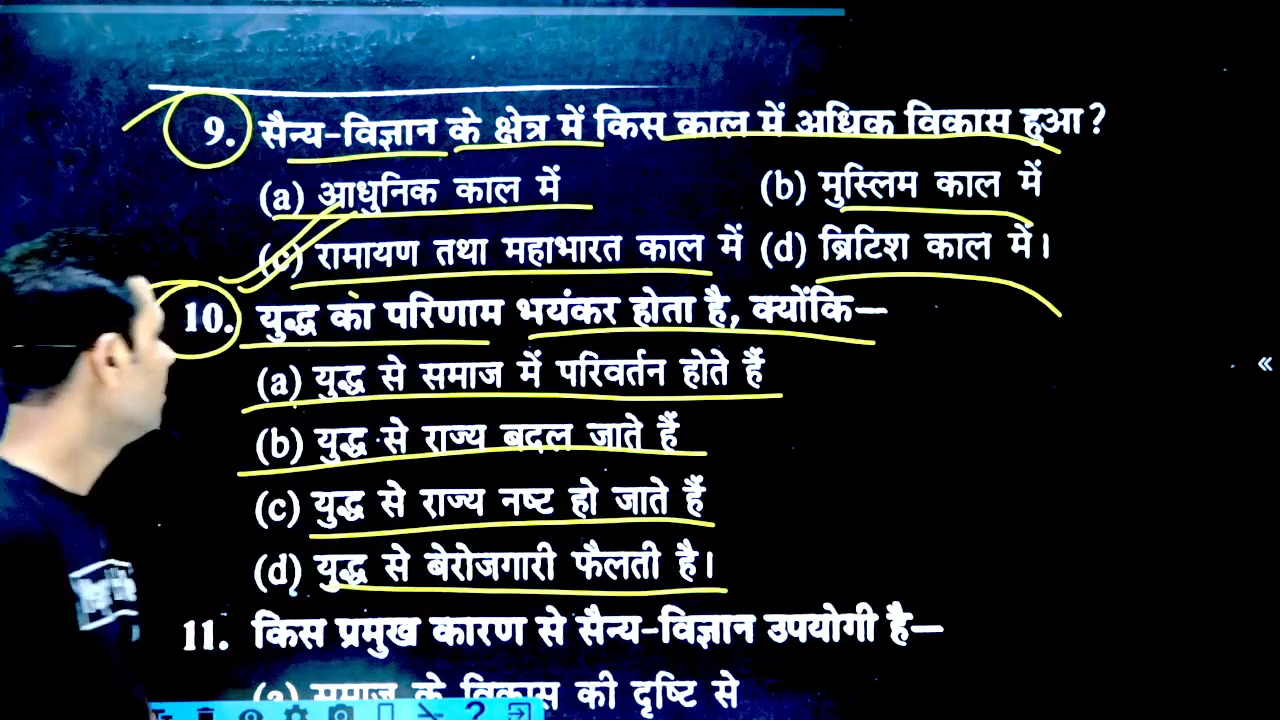 9. सैन्य-विज्ञान के क्षेत्र में किस काल में अधिक विकास हुआ?
(a) आधुनिक काल में (b) मुस्लिम काल में
(c) रामायण तथा महाभारत काल में (d) ब्रिटिश काल में।
10. युद्ध का परिणाम भयंकर होता है, क्योंकि—
(a) युद्ध से समाज में परिवर्तन होते हैं
(b) युद्ध से राज्य बदल जाते हैं
(c) युद्ध से राज्य नष्ट हो जाते हैं
(d) युद्ध से बेरोजगारी फैलती है।
11. किस प्रमुख कारण से सैन्य-विज्ञान उपयोगी है—
(a) समाज के विकास की दृष्टि से